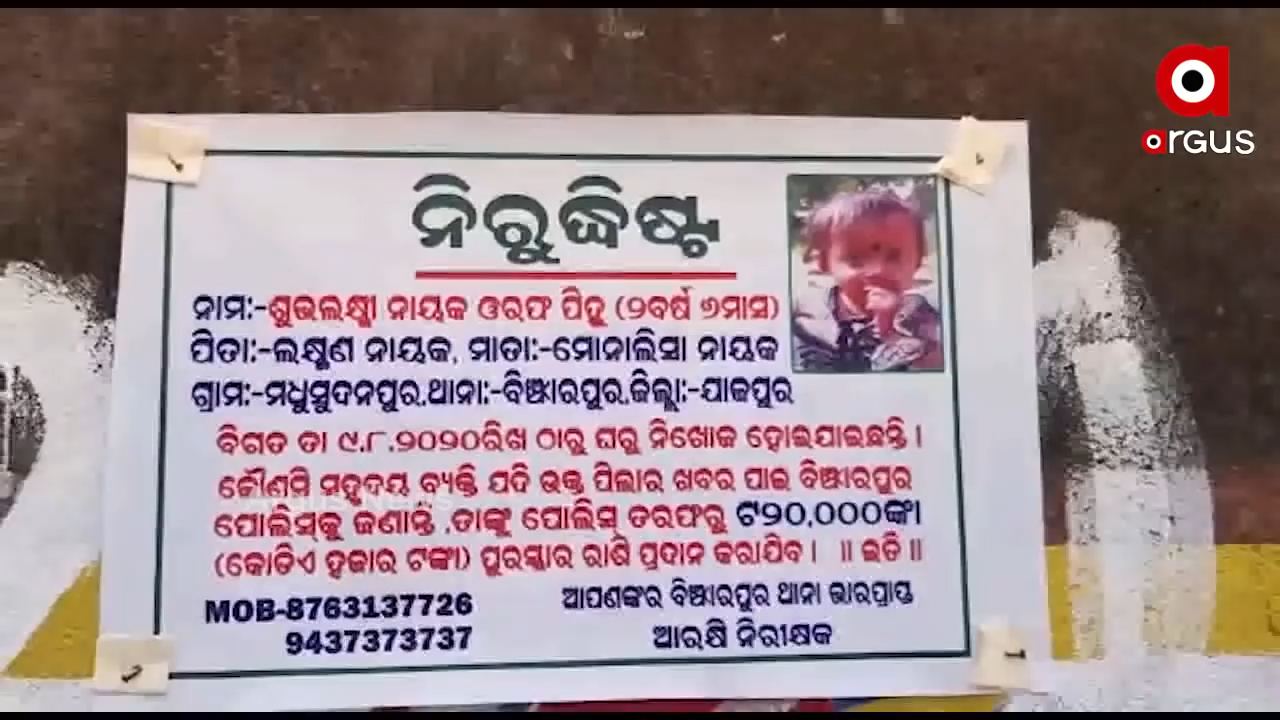 argus
ନିରୁଦ୍ଧିଷ୍ଟ
ନାମ:-ଶୁଭଲକ୍ଷ୍ମୀ ନାୟକ ଓରଫ ପିହୁ (୨ବର୍ଷ ୬ମାସ)
ପିତା:-ଲକ୍ଷ୍ମଣ ନାୟକ, ମାତା:-ମୋନାଲିସା ନାୟକ
ଗ୍ରାମ:-ମଧୁସୁଦନପୁର,ଥାନା:-ବିଞ୍ଝାରପୁର,ଜିଲ୍ଲା:-ଯାଜପୁର
ବିଗତ ତା ୯.୮.୨୦୨୦ରିଖ ଠାରୁ ଘରୁ ନିଖୋଜ ହୋଇଯାଇଛନ୍ତି ।
କୌଣସି ସହୃଦୟ ବ୍ୟକ୍ତି ଯଦି ଉକ୍ତ ପିଲାର ଖବର ପାଇ ବିଞ୍ଝାରପୁର
ପୋଲିସ୍‌କୁ ଜଣାନ୍ତି ,ତାଙ୍କୁ ପୋଲିସ୍ ତରଫରୁ ଟ୨୦,୦୦୦ଙ୍କା
(କୋଡିଏ ହଜାର ଟଙ୍କା) ପୁରସ୍କାର ରାଶି ପ୍ରଦାନ କରାଯିବ । ॥ ଇତି ॥
MOB-8763137726 ଆପଣଙ୍କର ବିଞ୍ଝାରପୁର ଥାନା ଭାରପ୍ରାପ୍ତ
9437373737 ଆରକ୍ଷି ନିରୀକ୍ଷକ